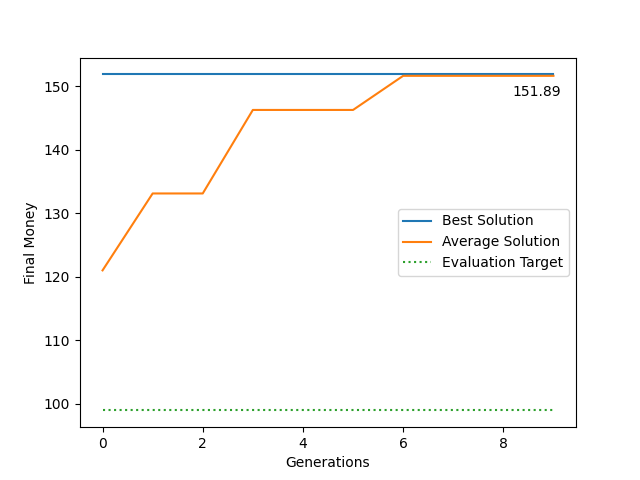 150
140
130
120
110
100
Final Money
151.89
Best Solution
Average Solution
Evaluation Target
0
2
4
6
8
Generations